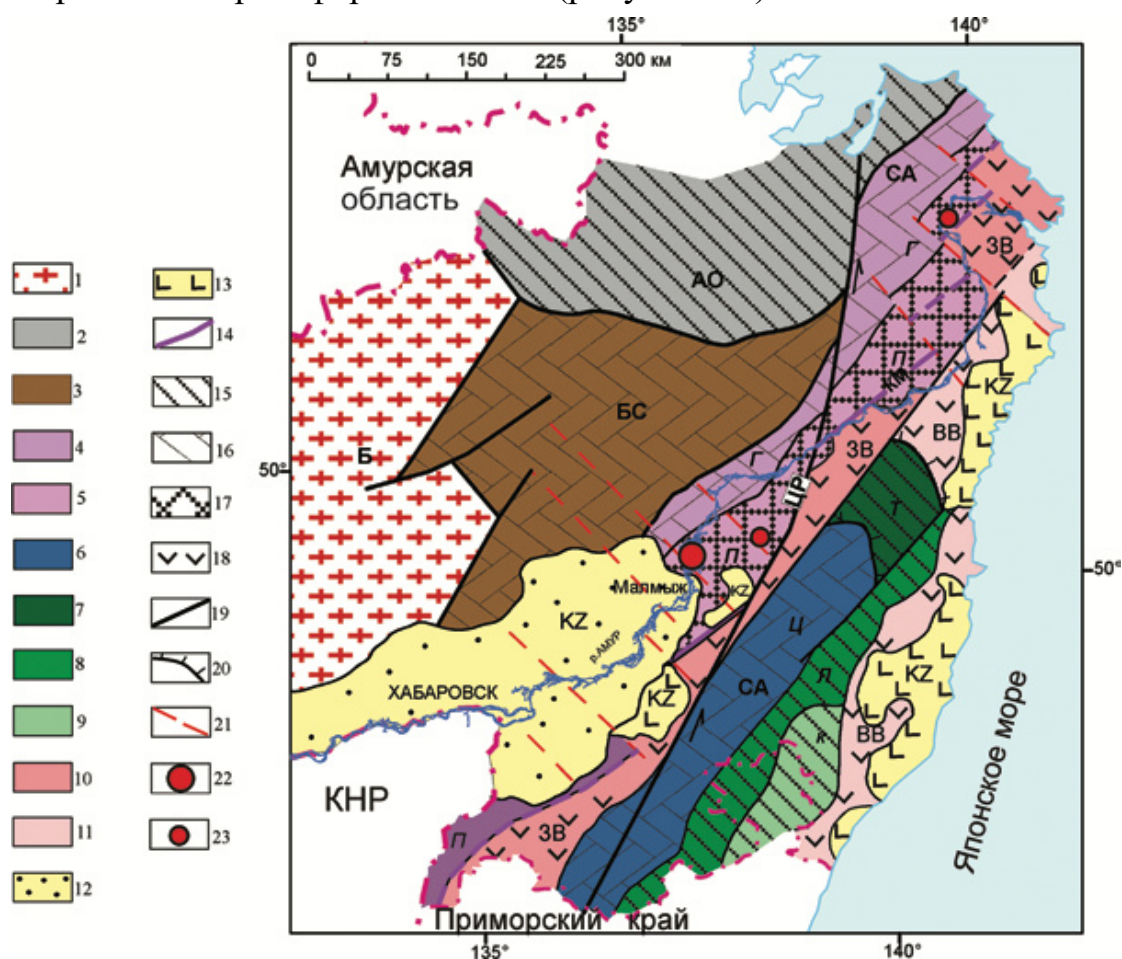 135°
140°
0 75 150 225 300 км
Амурская
область
СА
Г
ЗВ
АО
П
КМ
KZ
БС
ВВ
ЗВ
Б
50°
Г
ЦР
Т
П
50°
Малмыж
KZ
KZ
Ц
р.АМУР
Л
СА
KZ
ХАБАРОВСК
KZ
К
ВВ
КНР
Японское море
П
ЗВ
Приморский край
135°
140°
1
2
3
4
5
6
7
8
9
10
11
12
13
14
15
16
17
18
19
20
21
22
23